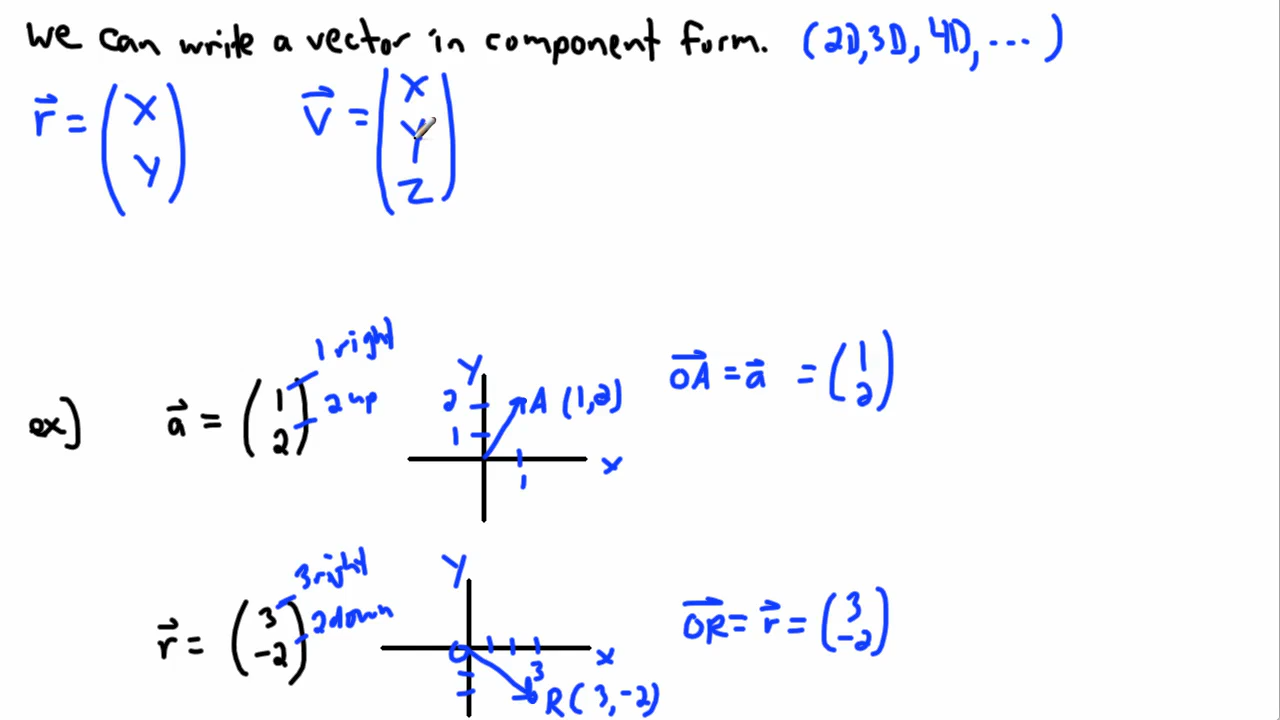 We can write a vector in component form. (2D, 3D, 4D, ...)
r⃗ = (x y) v⃗ = (x y z)
ex) a⃗ = (1 2) 1 right 2 up
y 2 1 A (1,2) x 1
OA⃗ = a⃗ = (1 2)
r⃗ = (3 -2) 3 right 2 down
y O x 3 R(3,-2)
OR⃗ = r⃗ = (3 -2)